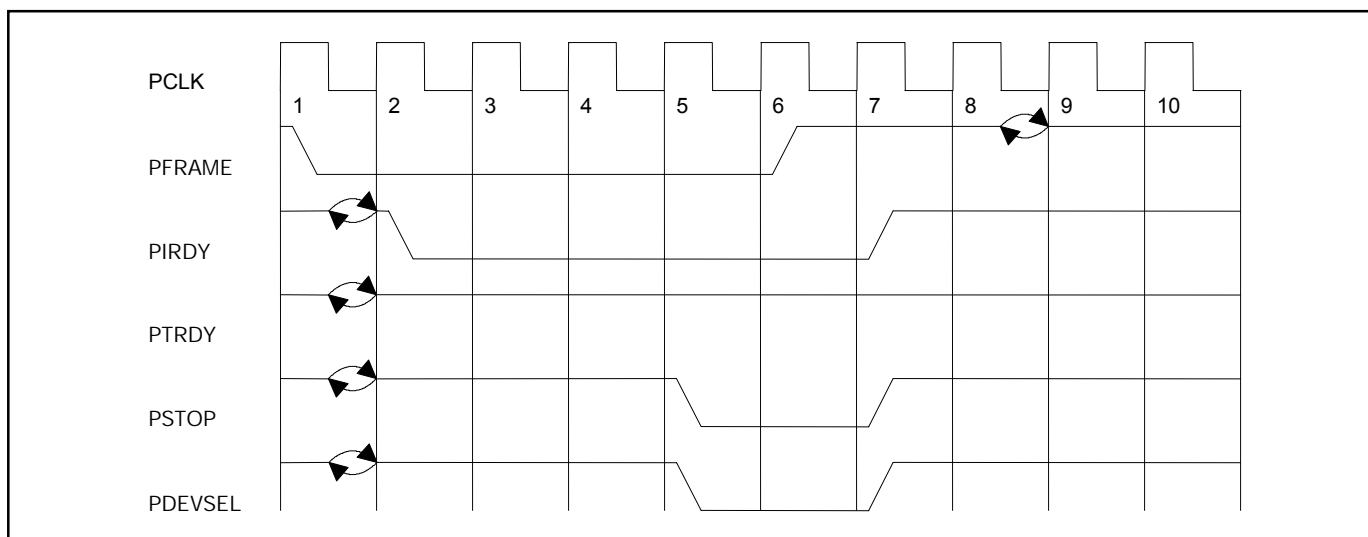 PCLK
1 2 3 4 5 6 7 8 9 10
PFRAME
PIRDY
PTRDY
PSTOP
PDEVSEL